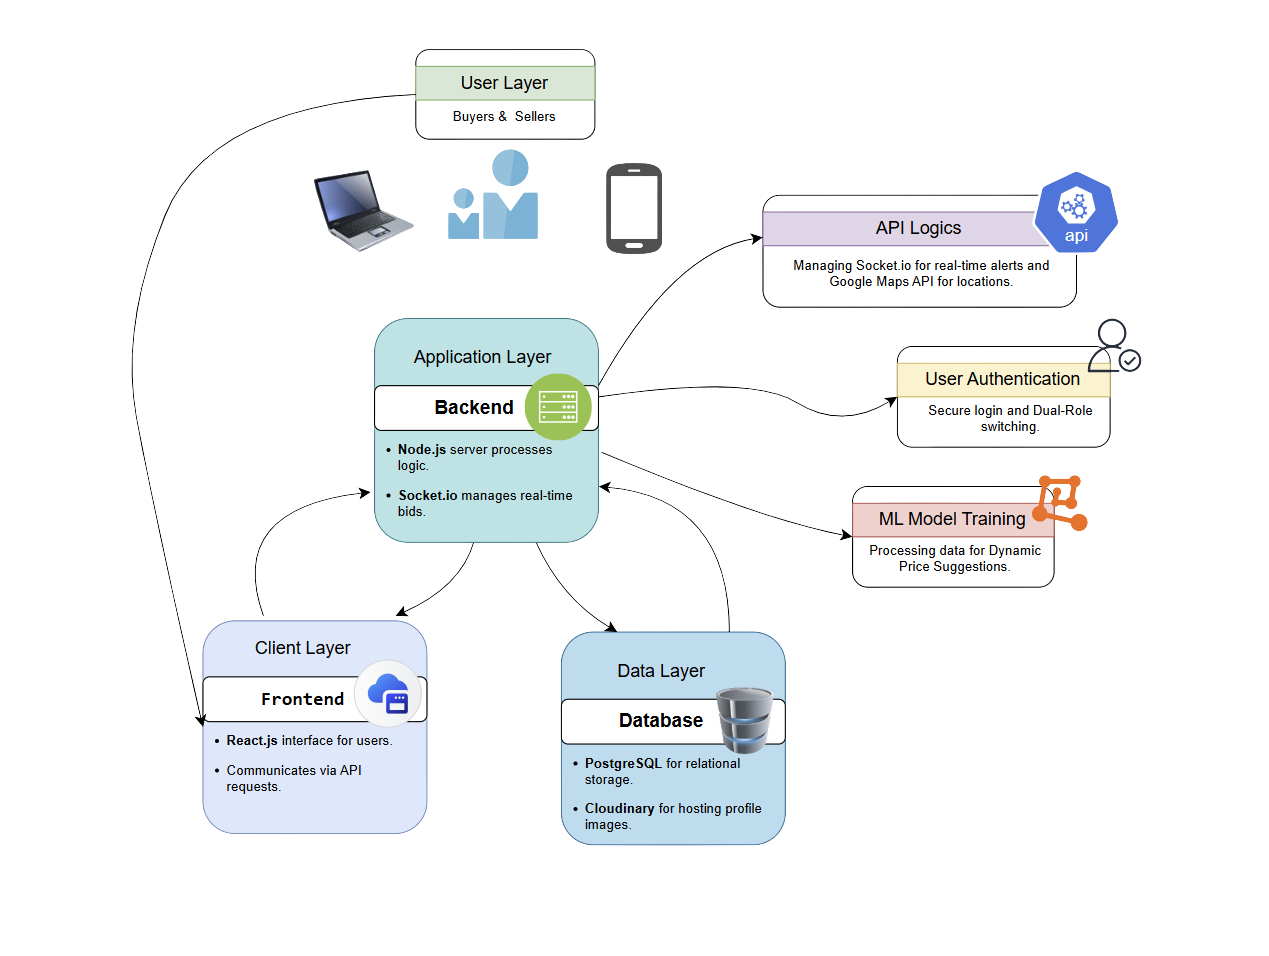 User Layer
Buyers & Sellers
API Logics
api
Managing Socket.io for real-time alerts and
Google Maps API for locations.
Application Layer
Backend
• Node.js server processes
logic.
• Socket.io manages real-time
bids.
User Authentication
Secure login and Dual-Role
switching.
ML Model Training
Processing data for Dynamic
Price Suggestions.
Client Layer
Frontend
• React.js interface for users.
• Communicates via API
requests.
Data Layer
Database
• PostgreSQL for relational
storage.
• Cloudinary for hosting profile
images.